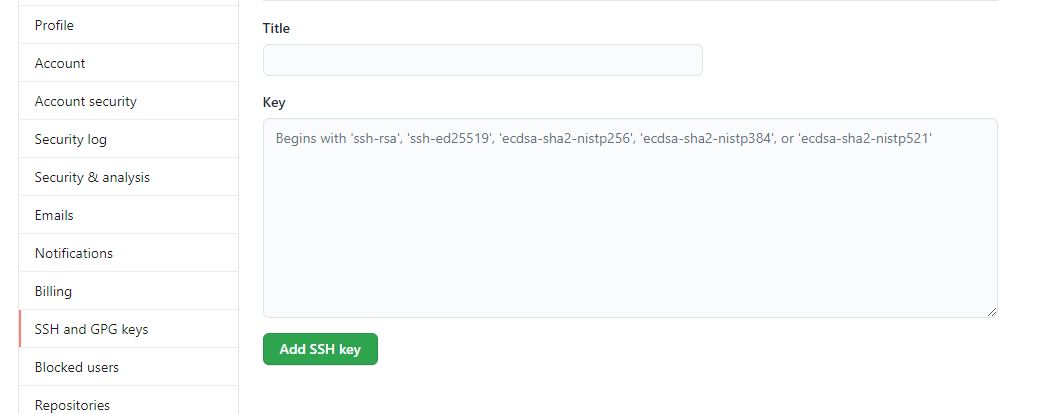 Profile
Account
Account security
Security log
Security & analysis
Emails
Notifications
Billing
SSH and GPG keys
Blocked users
Repositories
Title
Key
Begins with 'ssh-rsa', 'ssh-ed25519', 'ecdsa-sha2-nistp256', 'ecdsa-sha2-nistp384', or 'ecdsa-sha2-nistp521'
Add SSH key